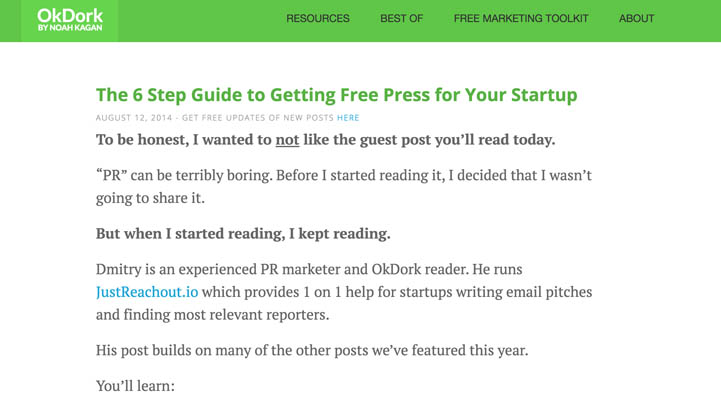 OkDork
BY NOAH KAGAN
RESOURCES
BEST OF
FREE MARKETING TOOLKIT
ABOUT
The 6 Step Guide to Getting Free Press for Your Startup
AUGUST 12, 2014 - GET FREE UPDATES OF NEW POSTS HERE
To be honest, I wanted to not like the guest post you’ll read today.
“PR” can be terribly boring. Before I started reading it, I decided that I wasn’t
going to share it.
But when I started reading, I kept reading.
Dmitry is an experienced PR marketer and OkDork reader. He runs
JustReachout.io which provides 1 on 1 help for startups writing email pitches
and finding most relevant reporters.
His post builds on many of the other posts we’ve featured this year.
You’ll learn: